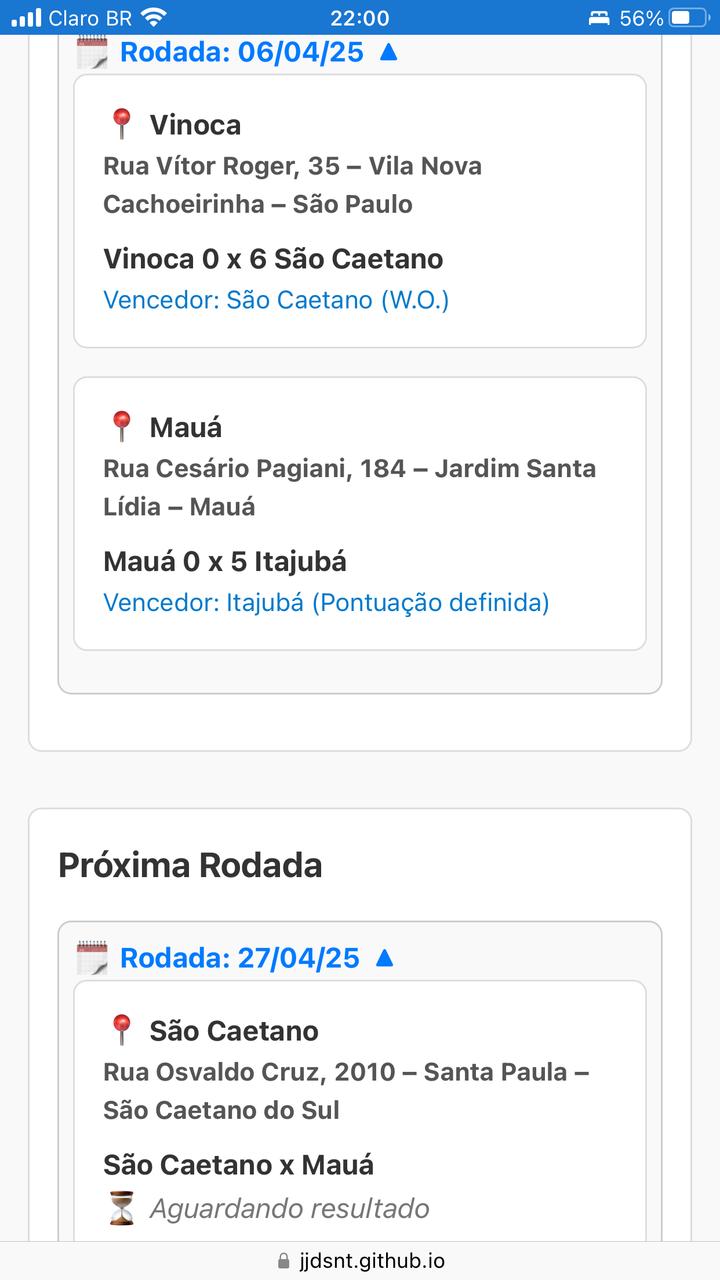 Claro BR 22:00 56%
Rodada: 06/04/25 ▲
Vinoca
Rua Vítor Roger, 35 – Vila Nova
Cachoeirinha – São Paulo
Vinoca 0 x 6 São Caetano
Vencedor: São Caetano (W.O.)
Mauá
Rua Cesário Pagiani, 184 – Jardim Santa
Lídia – Mauá
Mauá 0 x 5 Itajubá
Vencedor: Itajubá (Pontuação definida)
Próxima Rodada
Rodada: 27/04/25 ▲
São Caetano
Rua Osvaldo Cruz, 2010 – Santa Paula –
São Caetano do Sul
São Caetano x Mauá
Aguardando resultado
jjdsnt.github.io